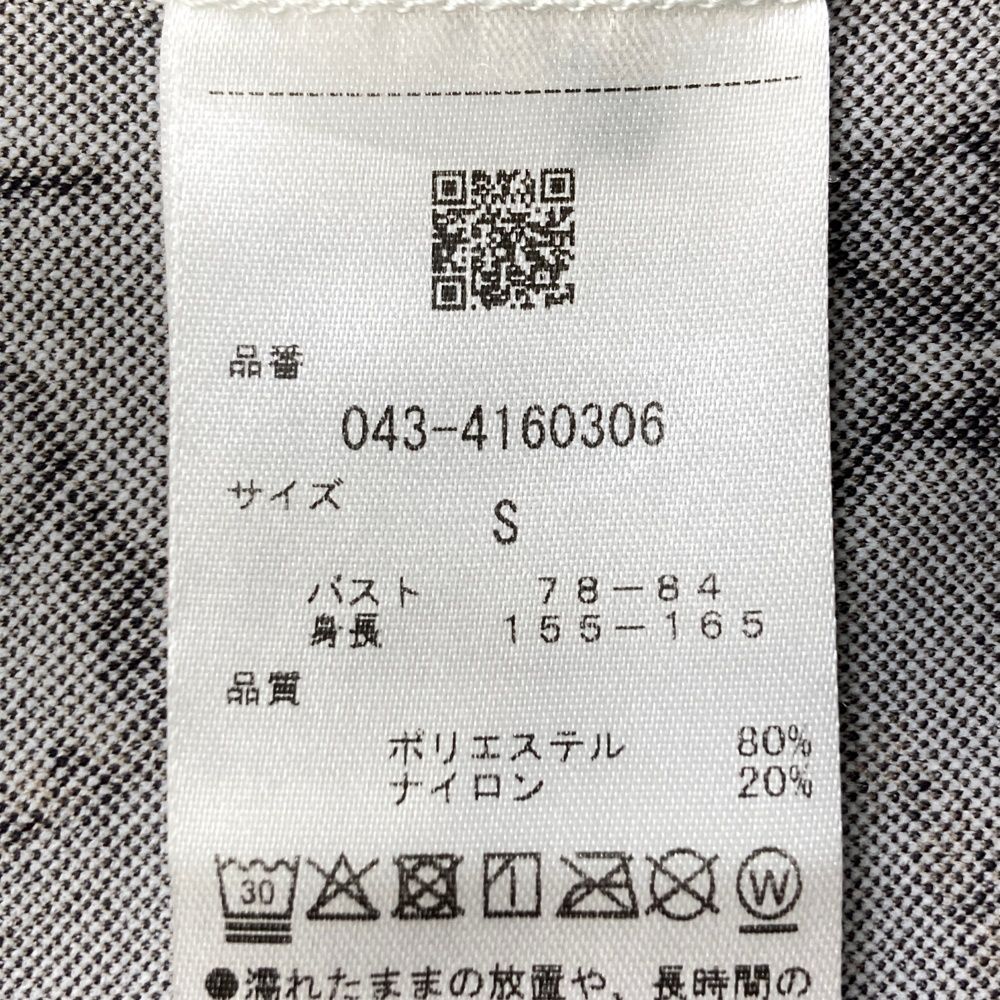 品番
043-4160306
サイズ
S
バスト 78-84
身長 155-165
品質
ポリエステル 80%
ナイロン 20%
30 W
●濡れたままの放置や、長時間の